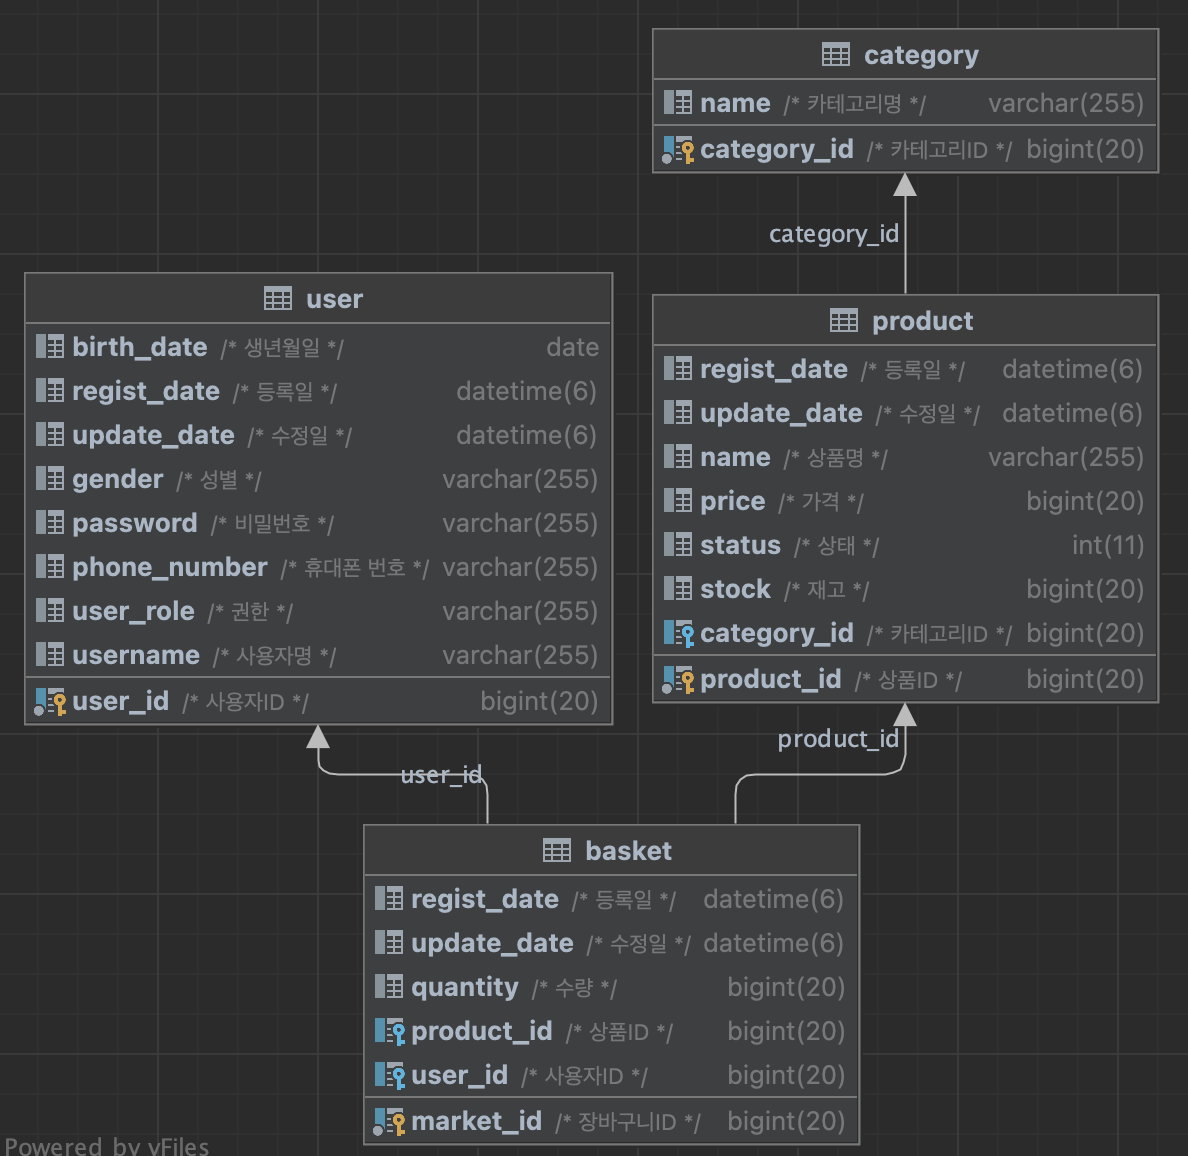 category
name /* 카테고리명 */ varchar(255)
category_id /* 카테고리ID */ bigint(20)
category_id
user
birth_date /* 생년월일 */ date
regist_date /* 등록일 */ datetime(6)
update_date /* 수정일 */ datetime(6)
gender /* 성별 */ varchar(255)
password /* 비밀번호 */ varchar(255)
phone_number /* 휴대폰 번호 */ varchar(255)
user_role /* 권한 */ varchar(255)
username /* 사용자명 */ varchar(255)
user_id /* 사용자ID */ bigint(20)
product
regist_date /* 등록일 */ datetime(6)
update_date /* 수정일 */ datetime(6)
name /* 상품명 */ varchar(255)
price /* 가격 */ bigint(20)
status /* 상태 */ int(11)
stock /* 재고 */ bigint(20)
category_id /* 카테고리ID */ bigint(20)
product_id /* 상품ID */ bigint(20)
user_id
product_id
basket
regist_date /* 등록일 */ datetime(6)
update_date /* 수정일 */ datetime(6)
quantity /* 수량 */ bigint(20)
product_id /* 상품ID */ bigint(20)
user_id /* 사용자ID */ bigint(20)
market_id /* 장바구니ID */ bigint(20)
Powered by yFiles